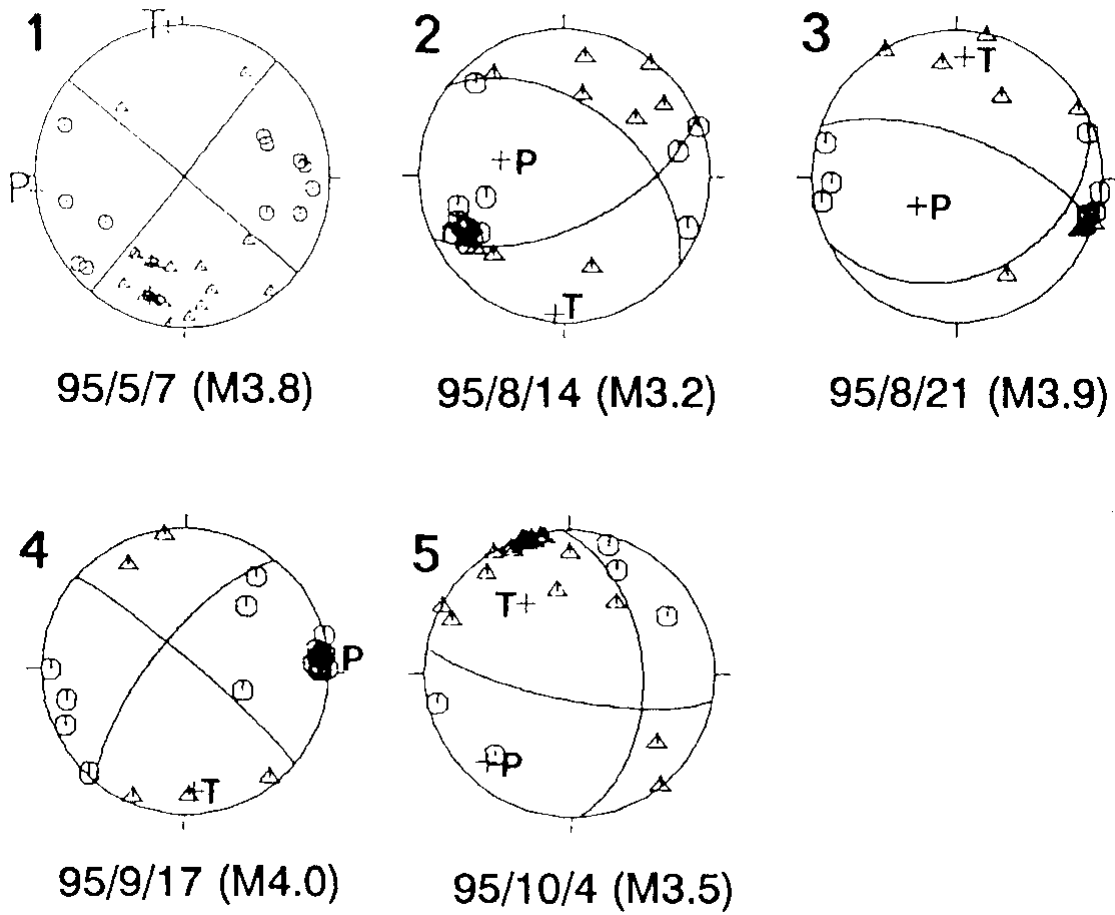 1
T
P
95/5/7 (M3.8)
2
P
T
95/8/14 (M3.2)
3
T
P
95/8/21 (M3.9)
4
P
T
95/9/17 (M4.0)
5
T
P
95/10/4 (M3.5)